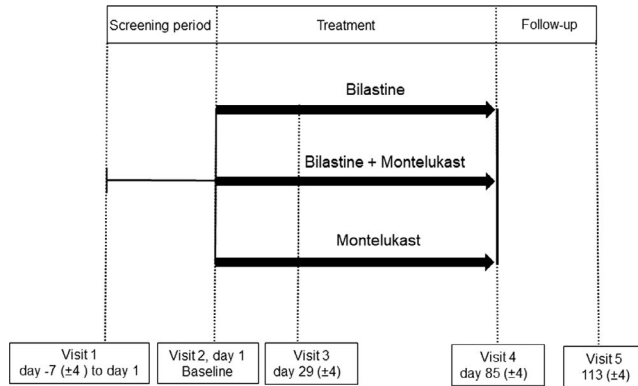 Screening period
Treatment
Follow-up
Bilastine
Bilastine + Montelukast
Montelukast
Visit 1
day -7 (±4 ) to day 1
Visit 2, day 1
Baseline
Visit 3
day 29 (±4)
Visit 4
day 85 (±4)
Visit 5
113 (±4)